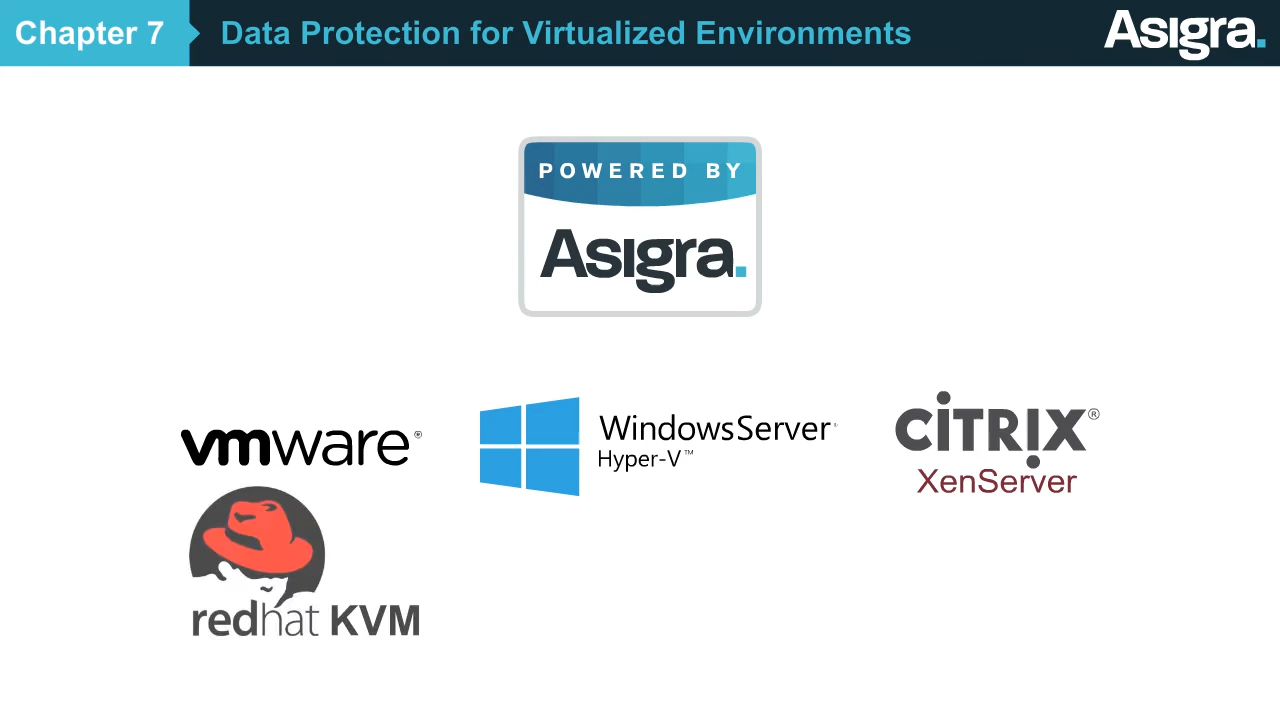 Chapter 7
Data Protection for Virtualized Environments
Asigra.
POWERED BY
Asigra.
vmware®
WindowsServer
Hyper-V™
CiTRiX®
XenServer
redhat KVM